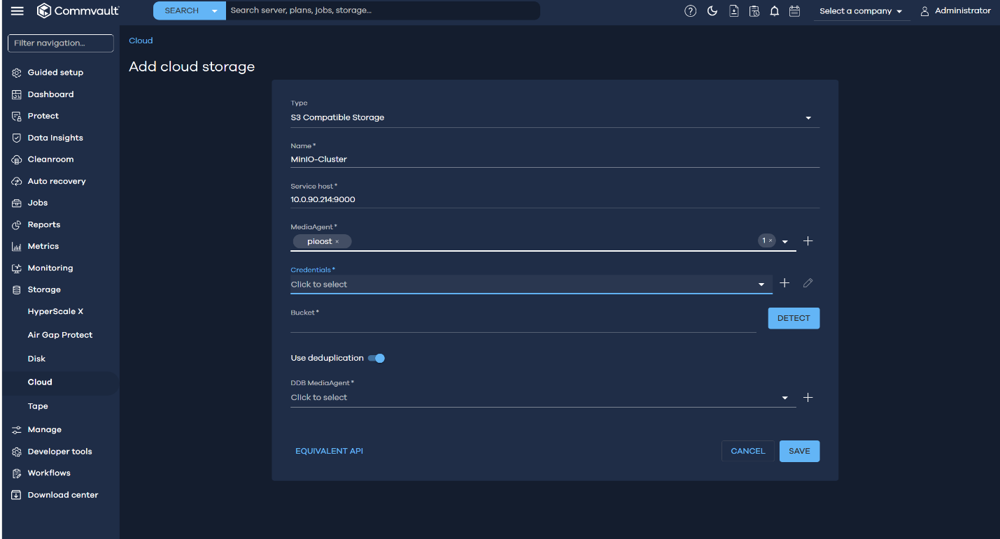 Commvault
SEARCH
Search server, plans, jobs, storage...
Select a company
Administrator
Filter navigation...
Guided setup
Dashboard
Protect
Data Insights
Cleanroom
Auto recovery
Jobs
Reports
Metrics
Monitoring
Storage
HyperScale X
Air Gap Protect
Disk
Cloud
Tape
Manage
Developer tools
Workflows
Download center
Cloud
Add cloud storage
Type
S3 Compatible Storage
Name *
MinIO-Cluster
Service host *
10.0.90.214:9000
MediaAgent *
pieost ×
1 ×
Credentials *
Click to select
Bucket *
DETECT
Use deduplication
DDB MediaAgent *
Click to select
EQUIVALENT API
CANCEL
SAVE